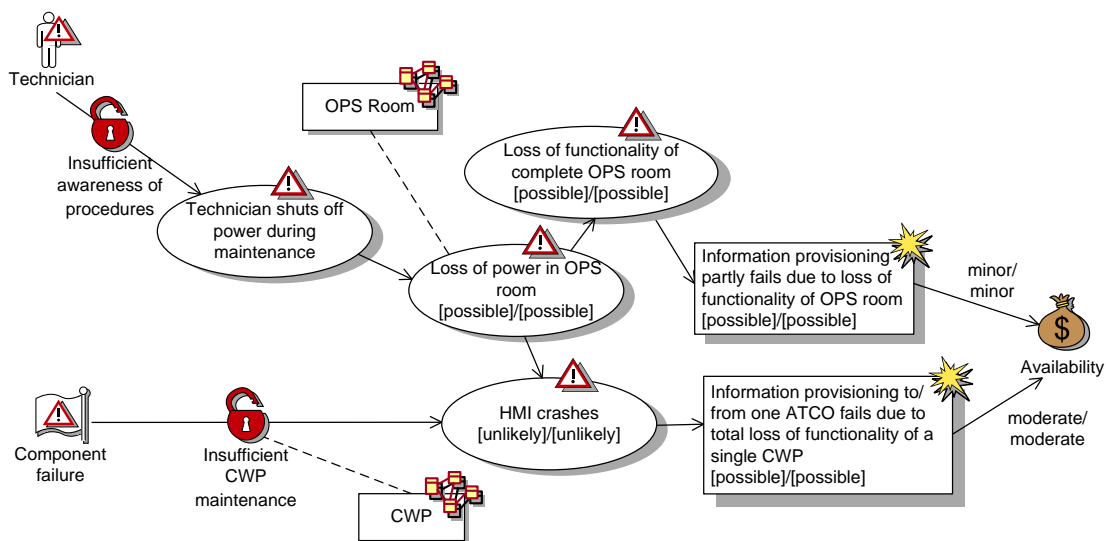 Technician
Insufficient
awareness of
procedures
OPS Room
Technician shuts off
power during
maintenance
Loss of functionality of
complete OPS room
[possible]/[possible]
Loss of power in OPS
room
[possible]/[possible]
Information provisioning
partly fails due to loss of
functionality of OPS room
[possible]/[possible]
minor/
minor
$
Availability
Component
failure
Insufficient
CWP
maintenance
CWP
HMI crashes
[unlikely]/[unlikely]
Information provisioning to/
from one ATCO fails due to
total loss of functionality of a
single CWP
[possible]/[possible]
moderate/
moderate